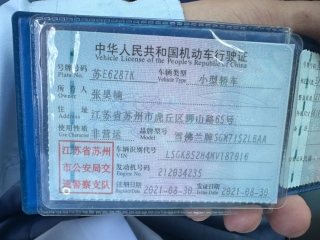 中华人民共和国机动车行驶证
Vehicle License of the People's Republic of China
号牌号码 苏E6287K 车辆类型 小型轿车
Plate No. Vehicle Type
所有人 张昊楠
Owner
住址 江苏省苏州市虎丘区狮山路65号
Address
使用性质 非营运 品牌型号 雪佛兰牌SGM7152LBAA
Use Character Model
江苏省苏州
市公安局交
通警察支队
车辆识别代号 LSGKB52H4MV187816
VIN
发动机号码 212034235
Engine No.
注册日期 2021-08-30 发证日期 2021-08-30
Register Date Issue Date